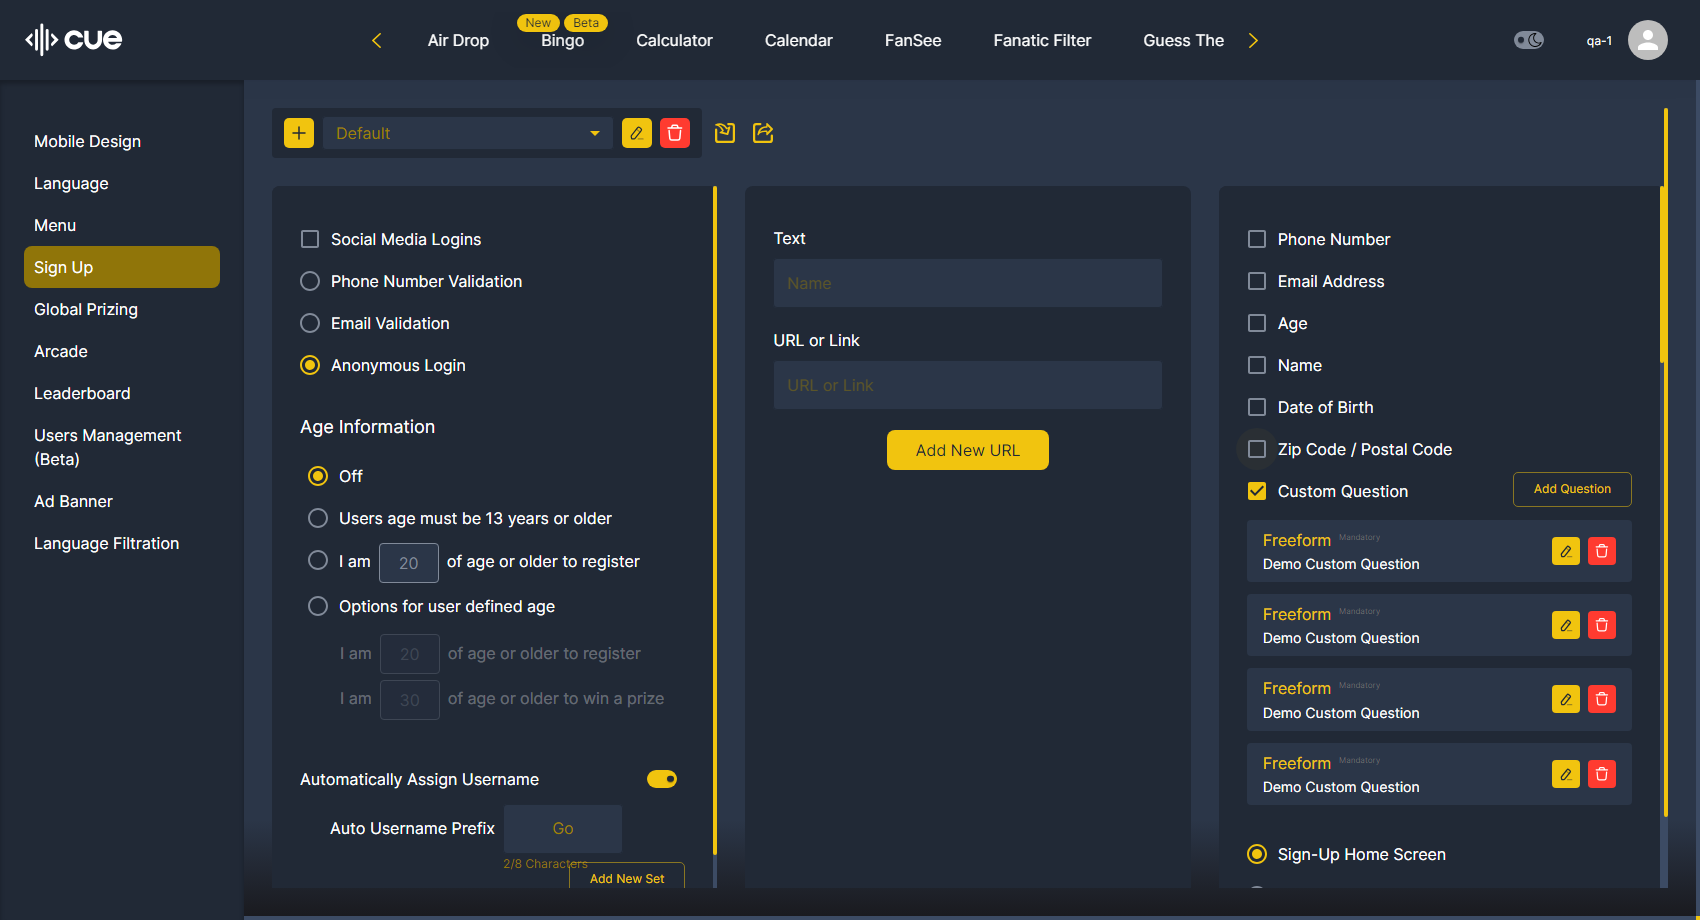 cue
New
Beta
Air Drop
Bingo
Calculator
Calendar
FanSee
Fanatic Filter
Guess The
qa-1
Mobile Design
Language
Menu
Sign Up
Global Prizing
Arcade
Leaderboard
Users Management
(Beta)
Ad Banner
Language Filtration
Default
Social Media Logins
Phone Number Validation
Email Validation
Anonymous Login
Age Information
Off
Users age must be 13 years or older
I am 20 of age or older to register
Options for user defined age
I am 20 of age or older to register
I am 30 of age or older to win a prize
Automatically Assign Username
Auto Username Prefix Go
2/8 Characters
Add New Set
Text
Name
URL or Link
URL or Link
Add New URL
Phone Number
Email Address
Age
Name
Date of Birth
Zip Code / Postal Code
Custom Question
Add Question
Freeform Mandatory
Demo Custom Question
Freeform Mandatory
Demo Custom Question
Freeform Mandatory
Demo Custom Question
Freeform Mandatory
Demo Custom Question
Sign-Up Home Screen